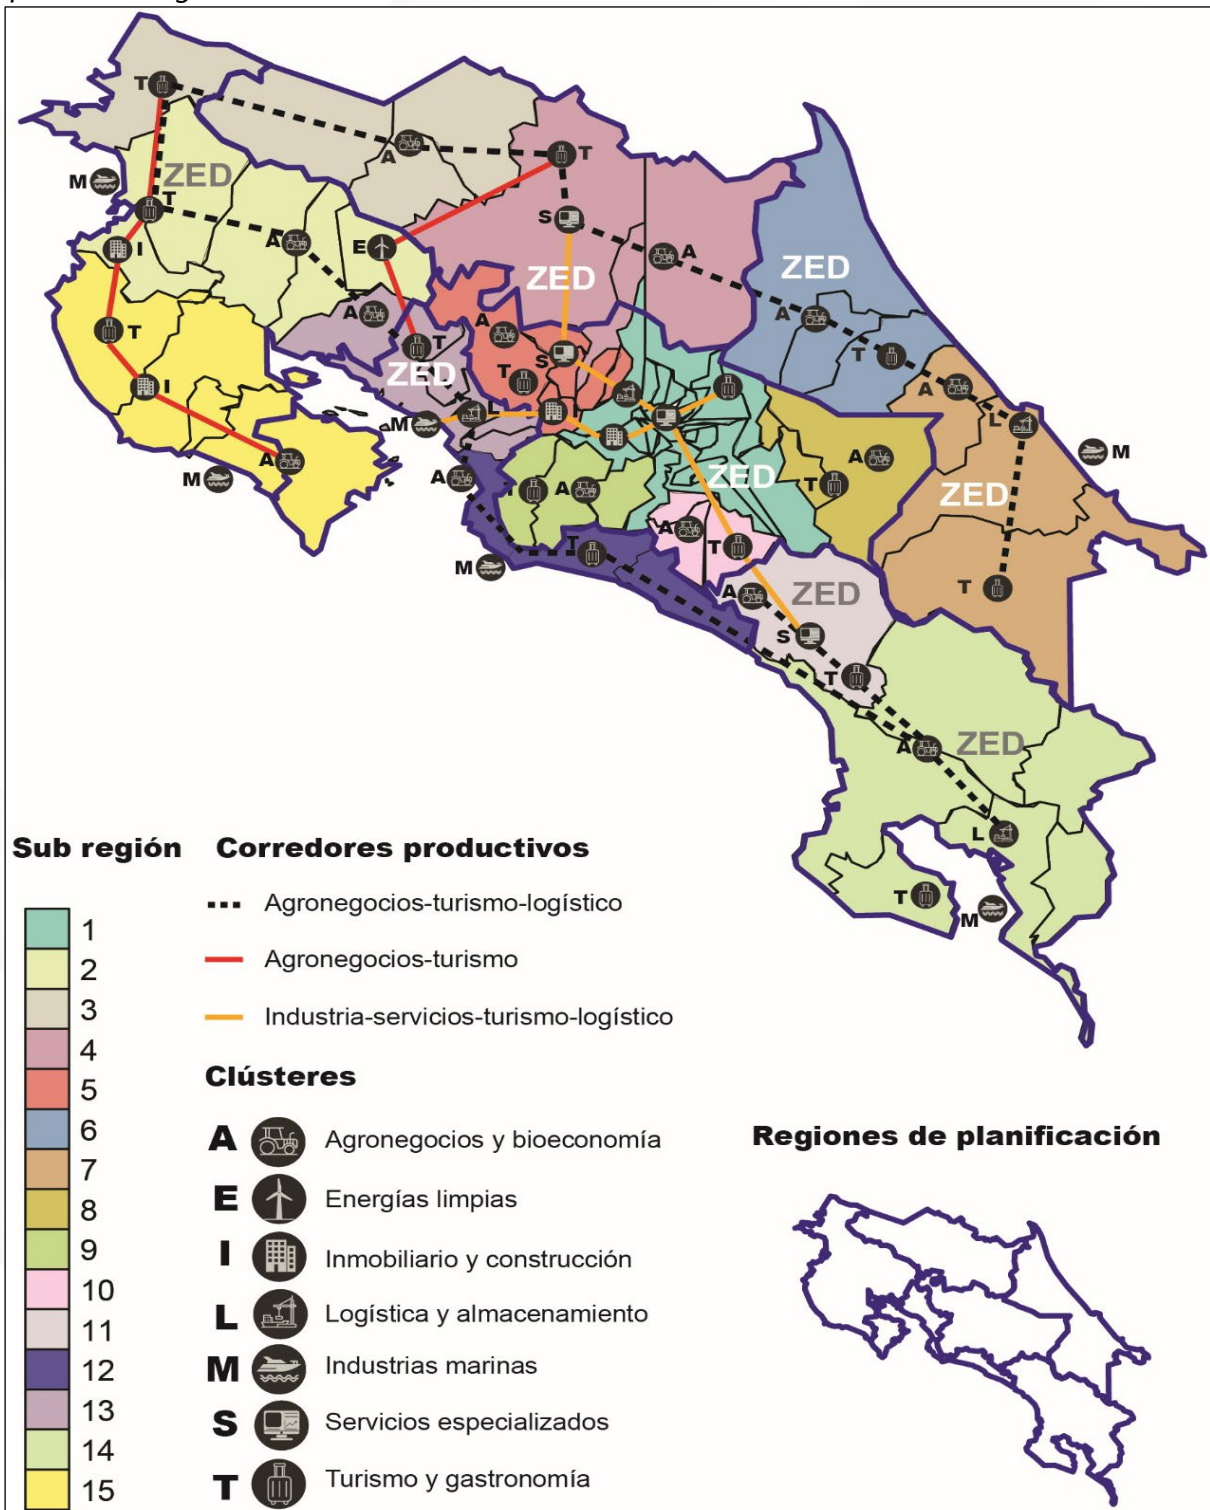 T
T
A
ZED
M
T
S
T
I
A
E
ZED
A
ZED
A
A
A
T
T
S
T
ZED
T
A
I
L
I
L
M
M
A
A
A
ZED
T
ZED
T
A
T
A
M
T
T
A
ZED
T
S
T
A
ZED
L
T
M
Sub región
1
2
3
4
5
6
7
8
9
10
11
12
13
14
15
Corredores productivos
Agronegocios-turismo-logístico
Agronegocios-turismo
Industria-servicios-turismo-logístico
Clústeres
A Agronegocios y bioeconomía
E Energías limpias
I Inmobiliario y construcción
L Logística y almacenamiento
M Industrias marinas
S Servicios especializados
T Turismo y gastronomía
Regiones de planificación